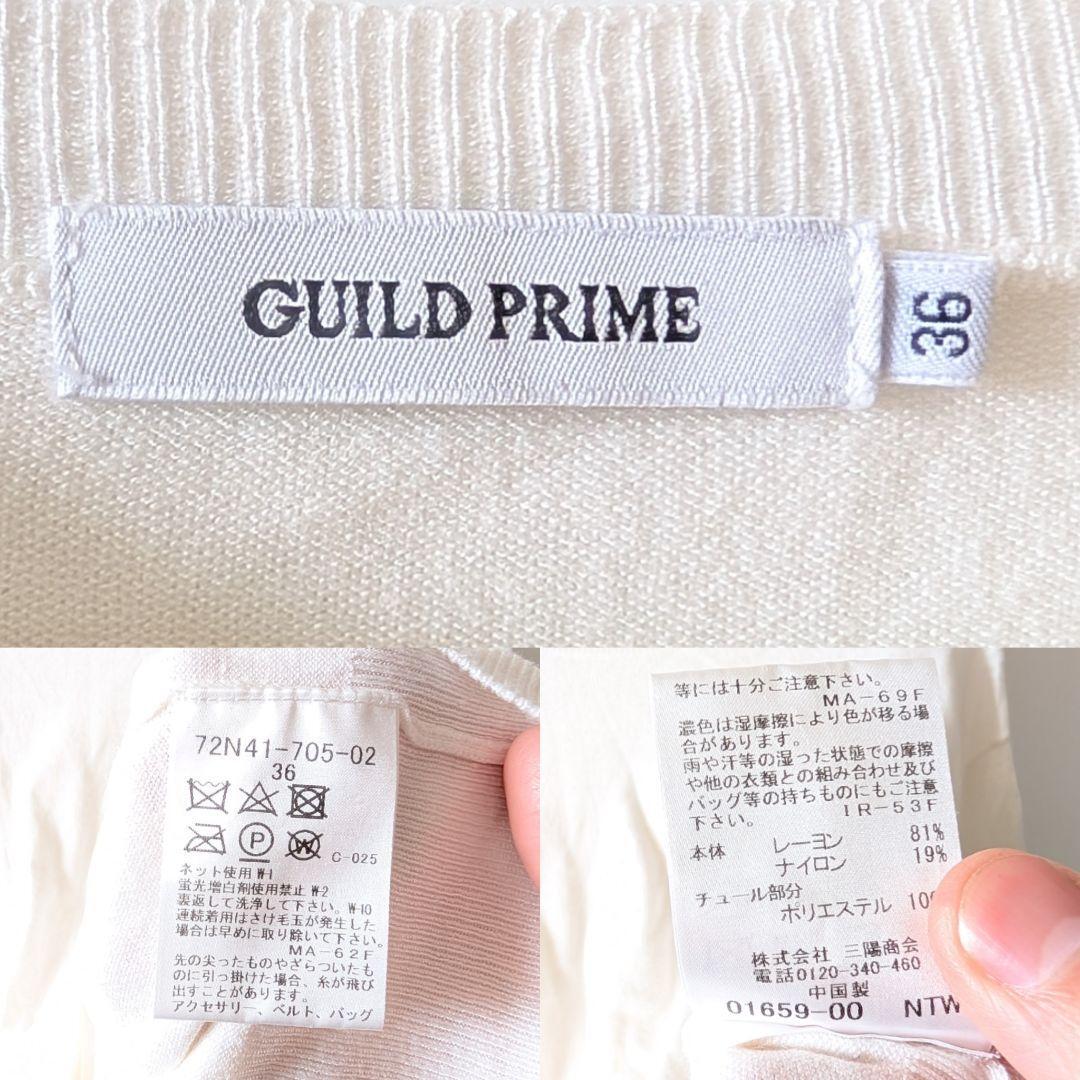 GUILD PRIME
36
72N41-705-02
36
P
W
C-025
ネット使用 W-1
蛍光増白剤使用禁止 W-2
裏返して洗浄して下さい。W-10
連続着用はさけ毛玉が発生した
場合は早めに取り除いて下さい。
MA-62F
先の尖ったものやざらついたも
のに引っ掛けた場合、糸が飛び
出すことがあります。
アクセサリー、ベルト、バッグ
等には十分ご注意下さい。
MA-69F
濃色は湿摩擦により色が移る場
合があります。
雨や汗等の湿った状態での摩擦
や他の衣類との組み合わせ及び
バッグ等の持ちものにもご注意
下さい。 IR-53F
本体 レーヨン 81%
ナイロン 19%
チュール部分
ポリエステル 10
株式会社 三陽商会
電話0120-340-460
中国製
01659-00 NTW